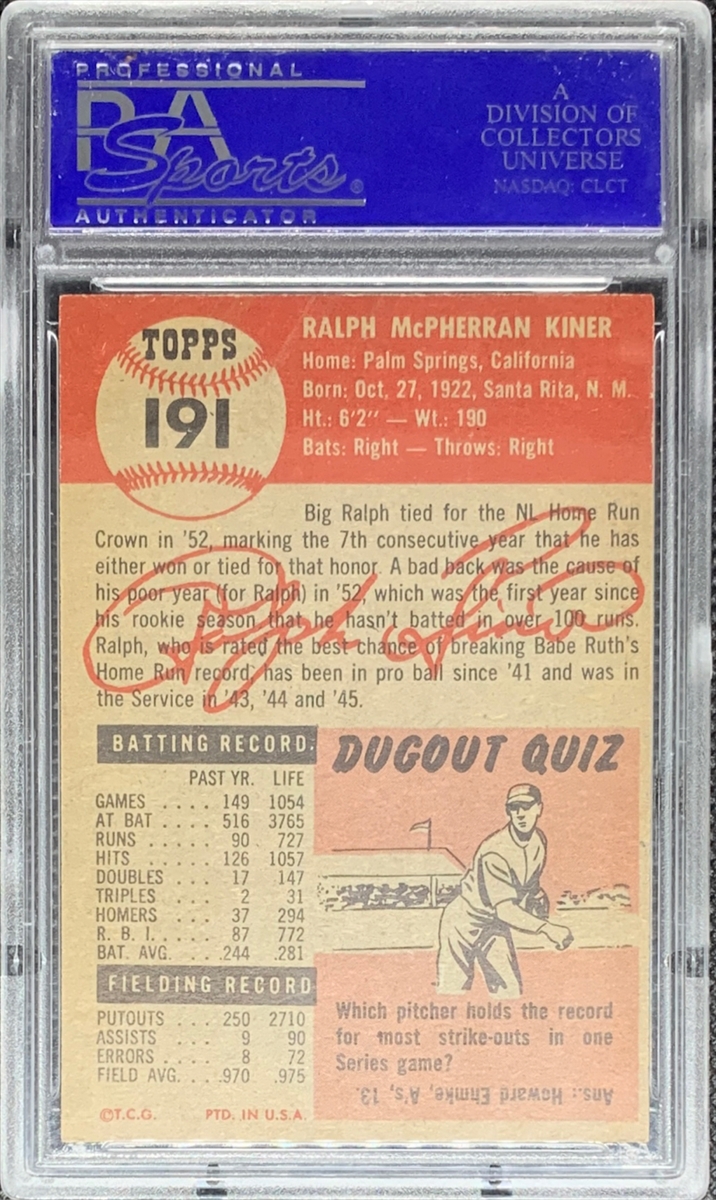 PROFESSIONAL
PSA
Sports®
AUTHENTICATOR
A
DIVISION OF
COLLECTORS
UNIVERSE
NASDAQ: CLCT
TOPPS
191
RALPH McPHERRAN KINER
Home: Palm Springs, California
Born: Oct. 27, 1922, Santa Rita, N. M.
Ht.: 6'2" — Wt.: 190
Bats: Right — Throws: Right
Big Ralph tied for the NL Home Run
Crown in '52, marking the 7th consecutive year that he has
either won or tied for that honor. A bad back was the cause of
his poor year (for Ralph) in '52, which was the first year since
his rookie season that he hasn't batted in over 100 runs.
Ralph, who is rated the best chance of breaking Babe Ruth's
Home Run record, has been in pro ball since '41 and was in
the Service in '43, '44 and '45.
Ralph Kiner
BATTING RECORD
PAST YR. LIFE
GAMES .... 149 1054
AT BAT .... 516 3765
RUNS ..... 90 727
HITS ..... 126 1057
DOUBLES ... 17 147
TRIPLES ... 2 31
HOMERS ... 37 294
R. B. I. ..... 87 772
BAT. AVG. ... .244 .281
FIELDING RECORD
PUTOUTS ... 250 2710
ASSISTS ... 9 90
ERRORS .... 8 72
FIELD AVG. ... .970 .975
©T.C.G. PTD. IN U.S.A.
DUGOUT QUIZ
Which pitcher holds the record
for most strike-outs in one
Series game?
Ans.: Howard Ehmke, A's, 13.